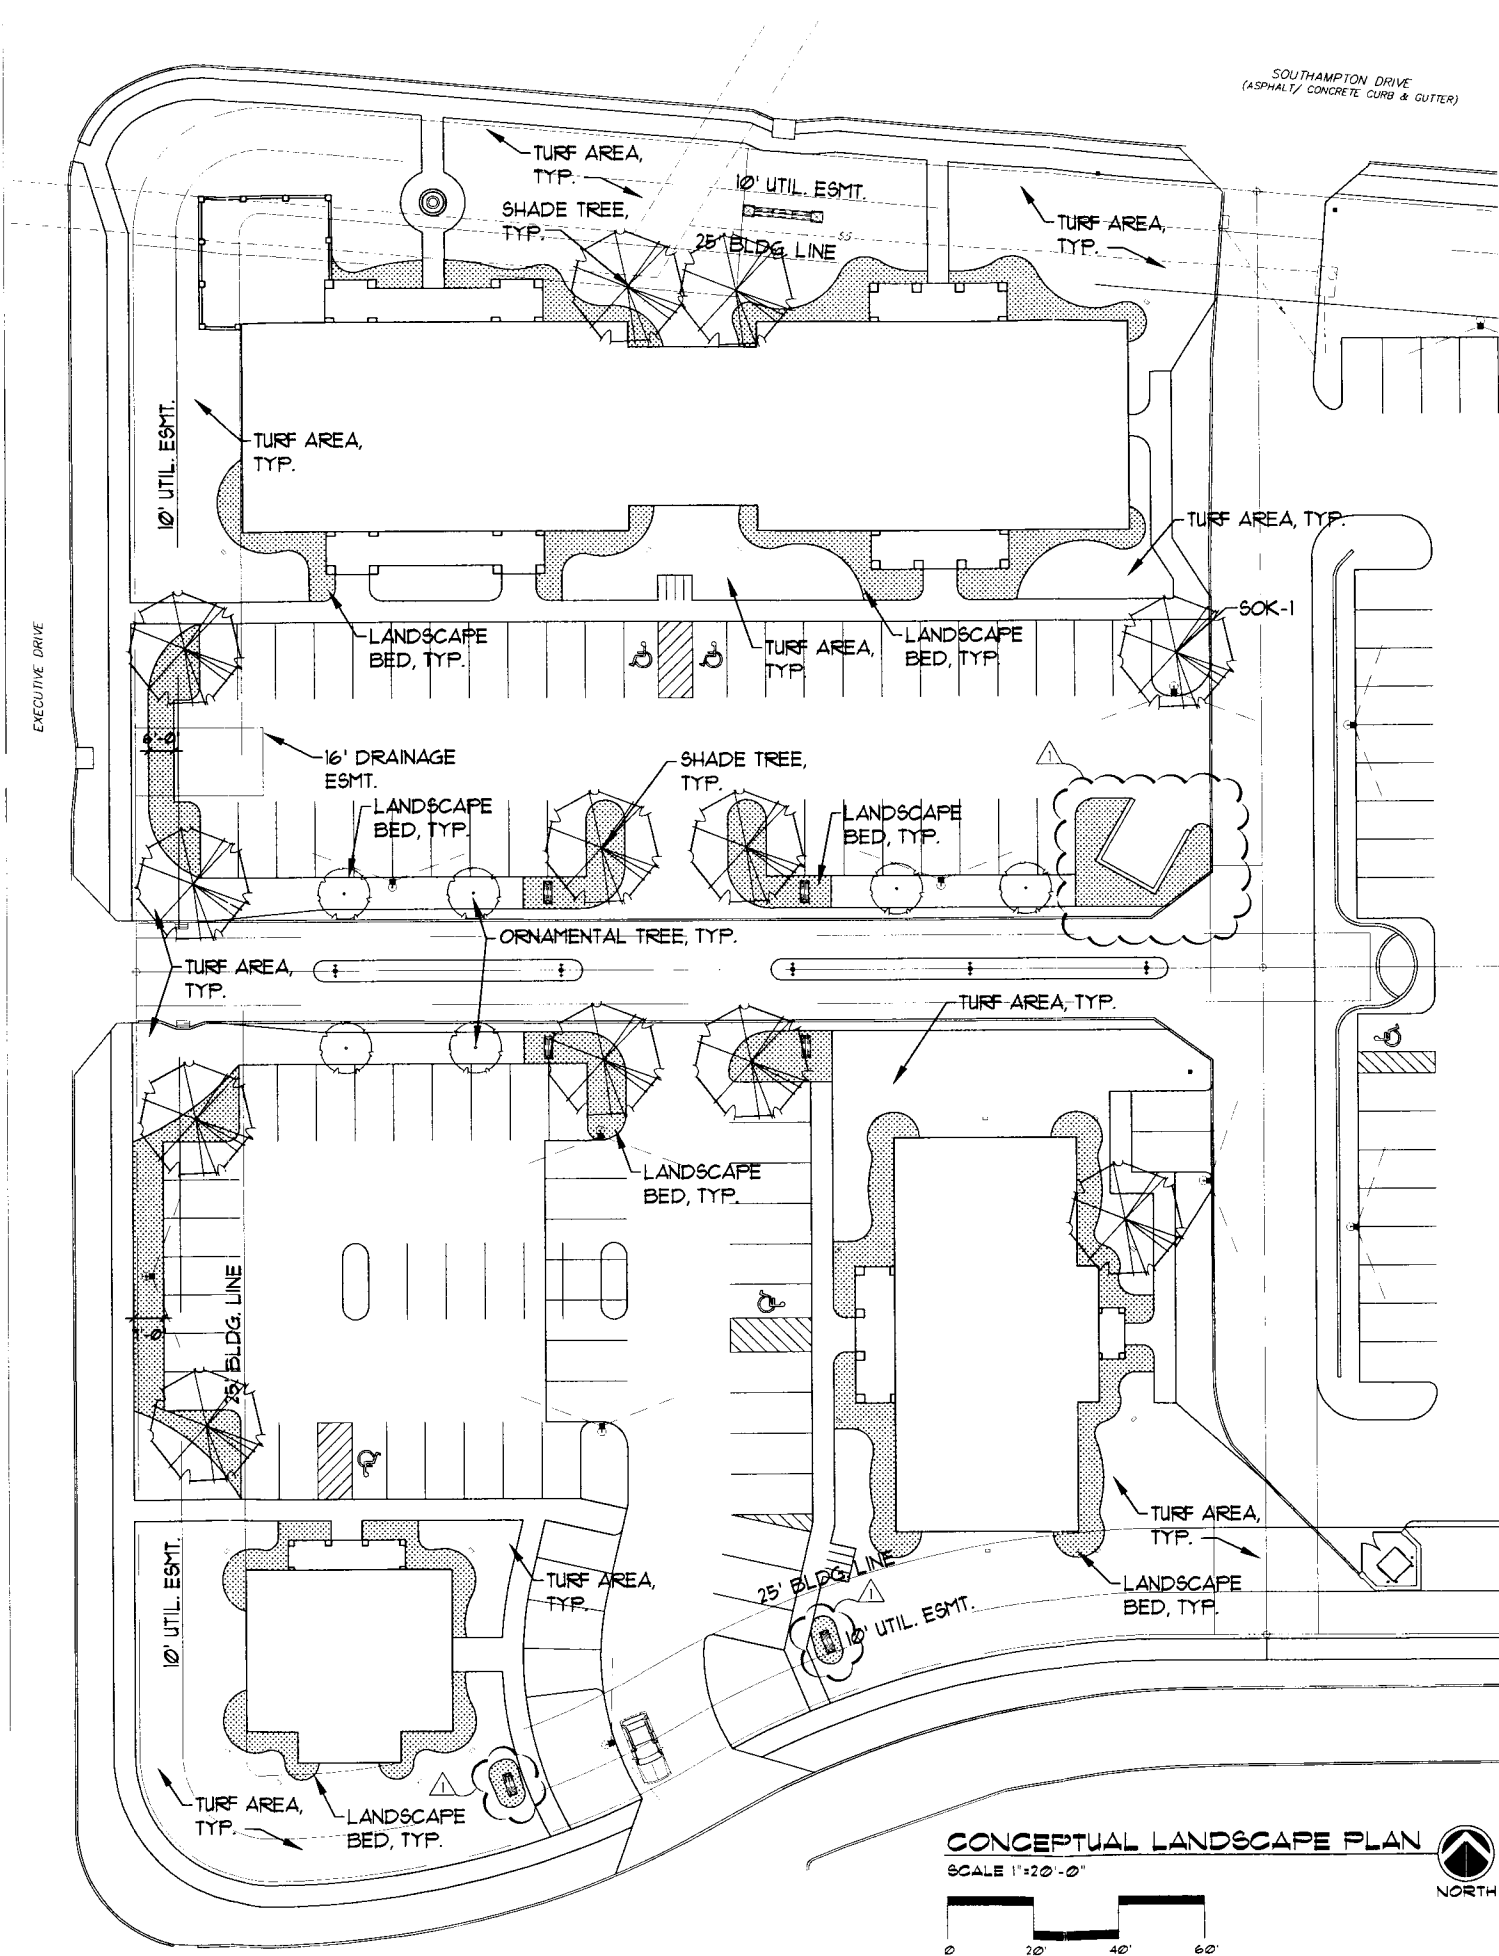 SOUTHAMPTON DRIVE
(ASPHALT/ CONCRETE CURB & GUTTER)
TURF AREA,
TYP.
10' UTIL. ESMT.
SHADE TREE,
TYP.
25' BLDG. LINE
SS
TURF AREA,
TYP.
10' UTIL. ESMT.
TURF AREA,
TYP.
TURF AREA, TYP.
SOK-1
EXECUTIVE DRIVE
LANDSCAPE
BED, TYP.
TURF AREA,
TYP.
LANDSCAPE
BED, TYP.
6'-0"
16' DRAINAGE
ESMT.
SHADE TREE,
TYP.
1
LANDSCAPE
BED, TYP.
LANDSCAPE
BED, TYP.
ORNAMENTAL TREE, TYP.
TURF AREA,
TYP.
TURF AREA, TYP.
LANDSCAPE
BED, TYP.
25' BLDG. LINE
TURF AREA,
TYP.
10' UTIL. ESMT.
TURF AREA,
TYP.
25' BLDG. LINE
1
10' UTIL. ESMT.
LANDSCAPE
BED, TYP.
1
TURF AREA,
TYP.
LANDSCAPE
BED, TYP.
CONCEPTUAL LANDSCAPE PLAN
SCALE 1"=20'-0"
NORTH
0 20' 40' 60'